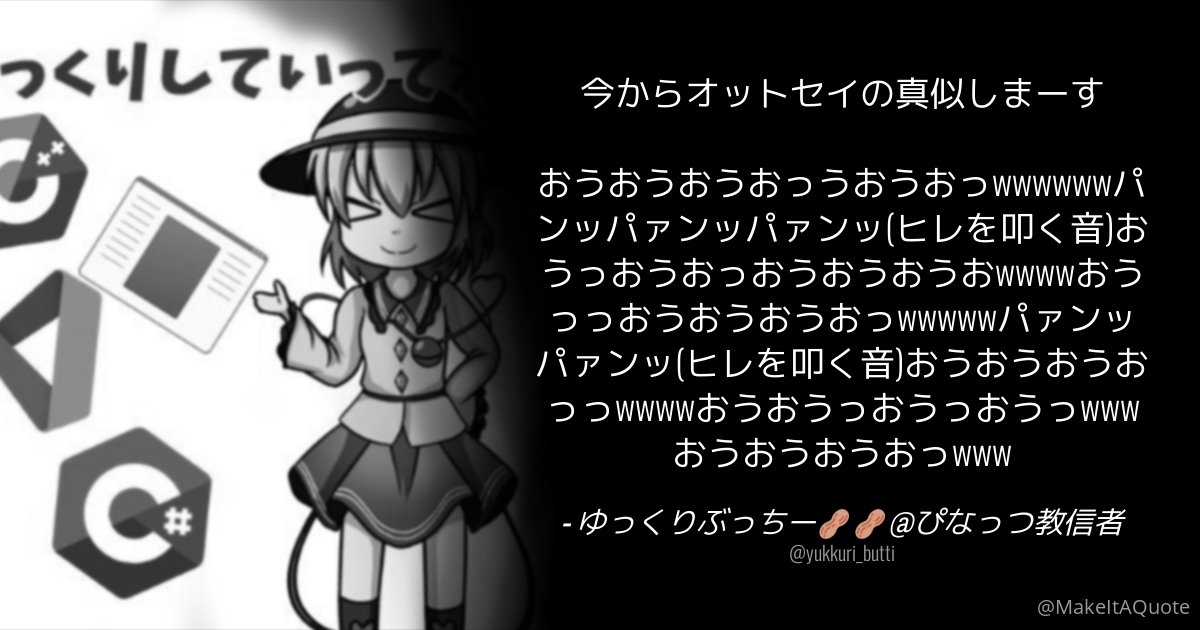 っくりしていってね
C++
C#
今からオットセイの真似しまーす
おうおうおうおっうおうおっwwwwwwパ
ンッパァンッパァンッ(ヒレを叩く音)お
うっおうおっおうおうおうおwwwwおう
っっおうおうおうおっwwwwwパァンッ
パァンッ(ヒレを叩く音)おうおうおうお
っっwwwwおうおうっおうっおうっwww
おうおうおうおっwww
- ゆっくりぶっちー🥜🥜@ぴなっつ教信者
@yukkuri_butti
@MakeItAQuote